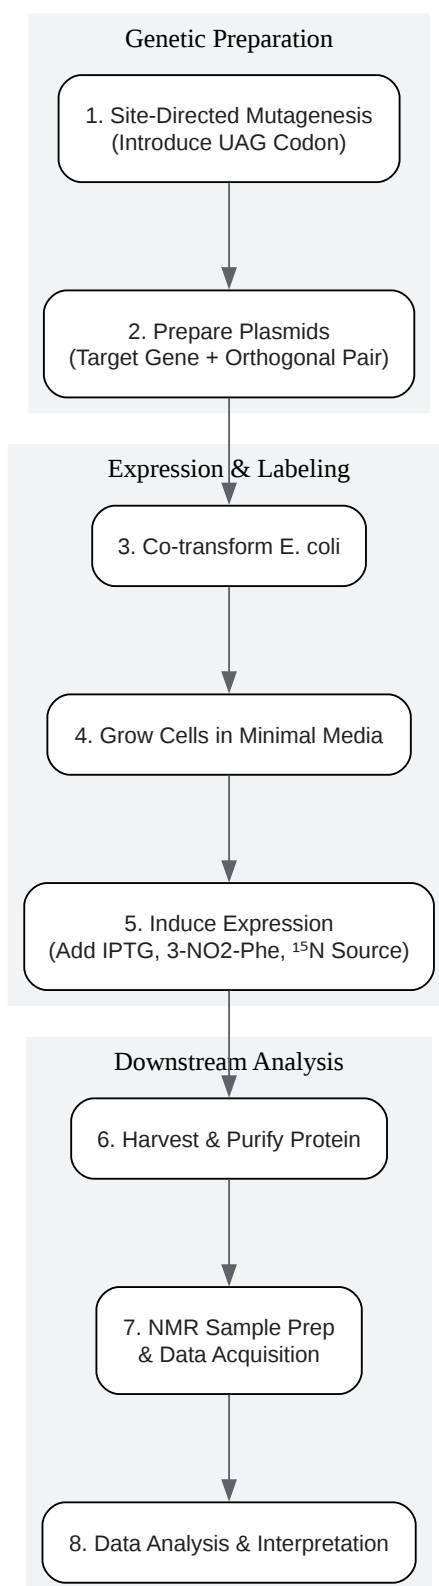 Genetic Preparation
1. Site-Directed Mutagenesis
(Introduce UAG Codon)
2. Prepare Plasmids
(Target Gene + Orthogonal Pair)
Expression & Labeling
3. Co-transform E. coli
4. Grow Cells in Minimal Media
5. Induce Expression
(Add IPTG, 3-NO2-Phe, ¹⁵N Source)
Downstream Analysis
6. Harvest & Purify Protein
7. NMR Sample Prep
& Data Acquisition
8. Data Analysis & Interpretation